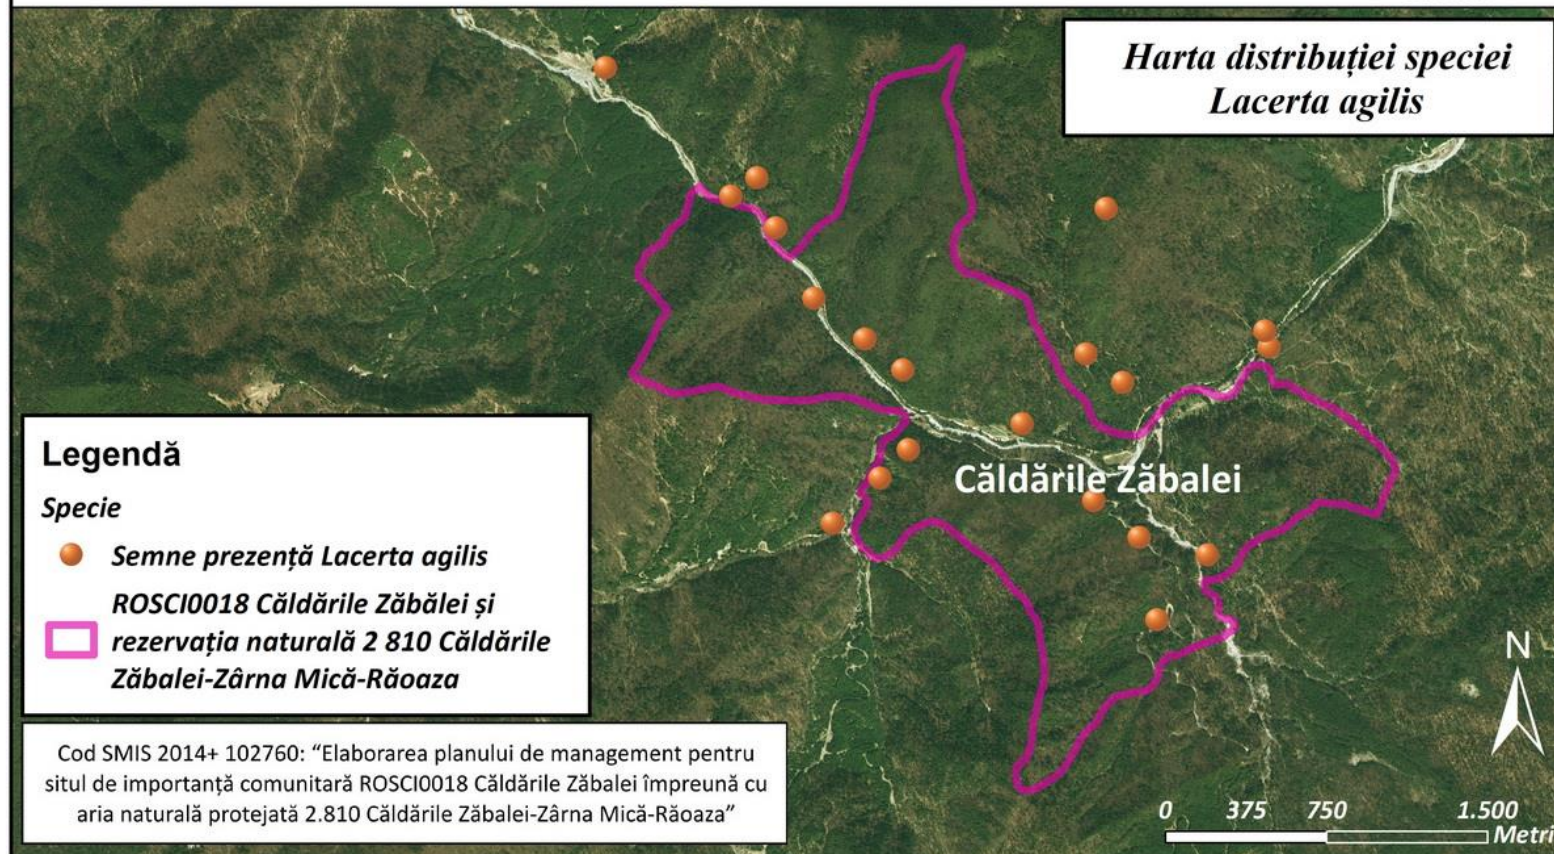 Harta distribuției speciei
Lacerta agilis
Căldările Zăbalei
Legendă
Specie
Semne prezență Lacerta agilis
ROSCI0018 Căldările Zăbălei și
rezervația naturală 2 810 Căldările
Zăbalei-Zârna Mică-Răoaza
Cod SMIS 2014+ 102760: “Elaborarea planului de management pentru
situl de importanță comunitară ROSCI0018 Căldările Zăbalei împreună cu
aria naturală protejată 2.810 Căldările Zăbalei-Zârna Mică-Răoaza”
N
0 375 750 1.500
Metri